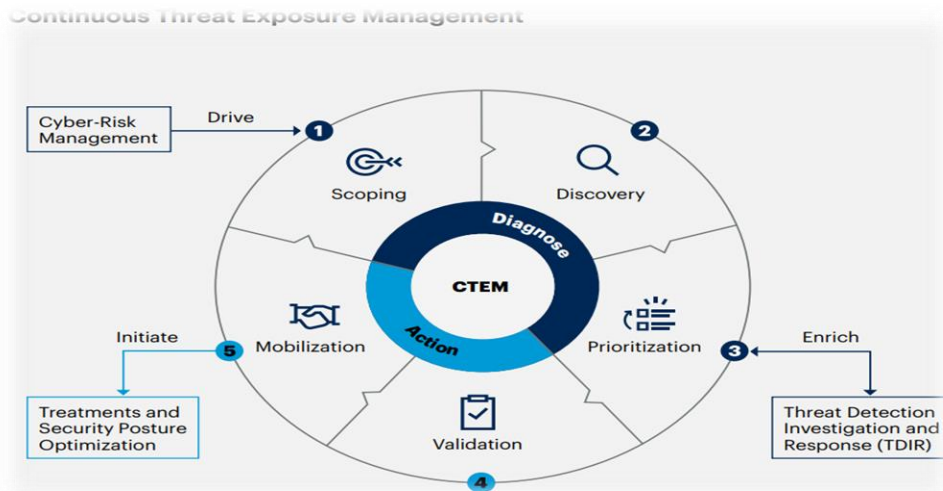 Continuous Threat Exposure Management
Cyber-Risk
Management
Drive
1
2
Scoping
Discovery
Diagnose
CTEM
Action
Initiate
5
Mobilization
Prioritization
3
Enrich
Treatments and
Security Posture
Optimization
Validation
4
Threat Detection
Investigation and
Response (TDIR)